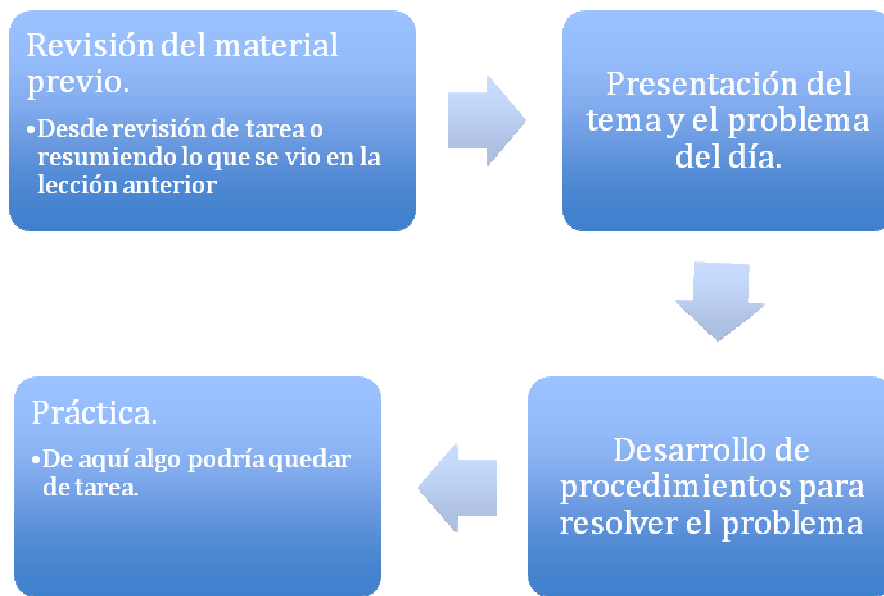 Revisión del material
previo.
•Desde revisión de tarea o
resumiendo lo que se vio en la
lección anterior
Presentación del
tema y el problema
del día.
Desarrollo de
procedimientos para
resolver el problema
Práctica.
•De aquí algo podría quedar
de tarea.